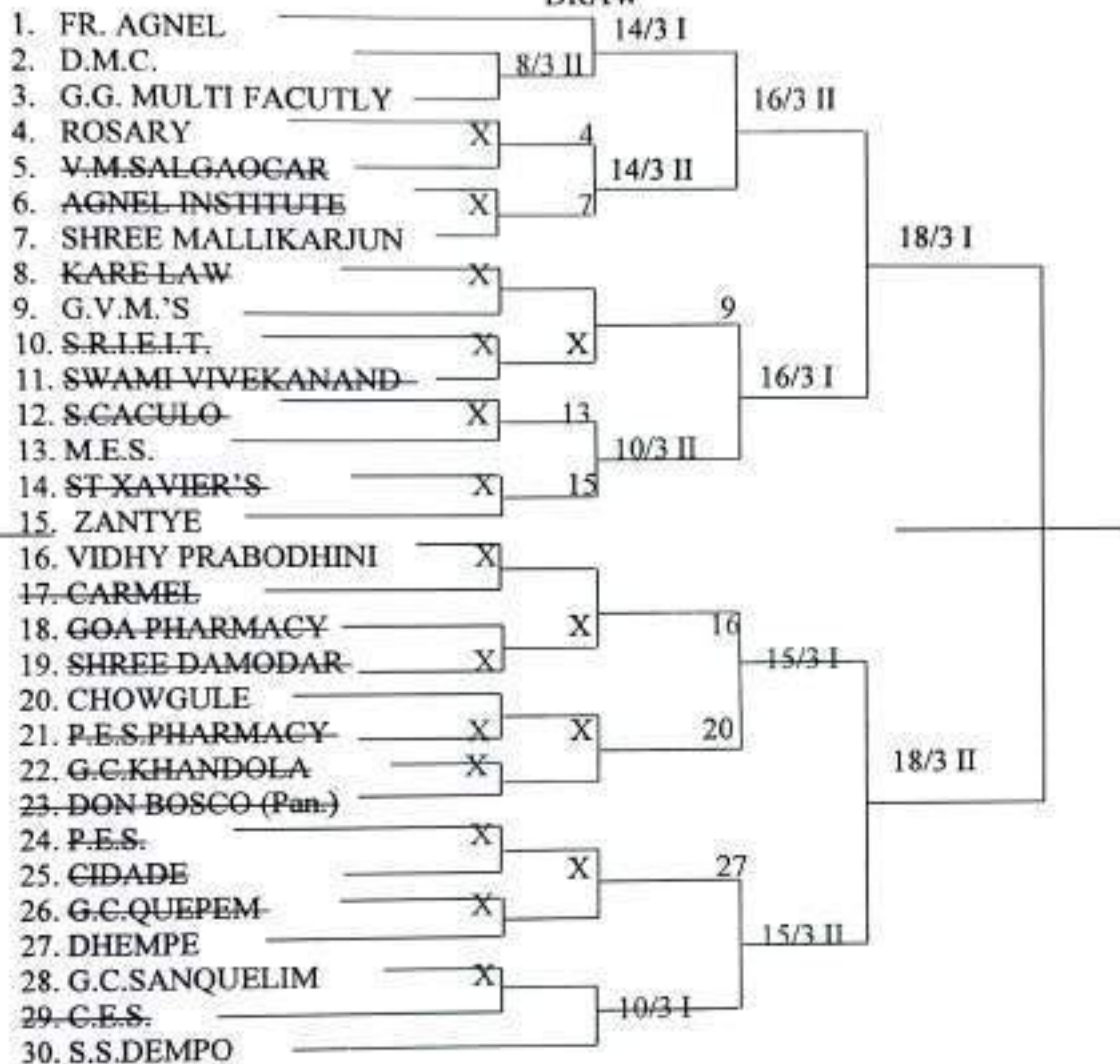 DRAW
1. FR. AGNEL
14/3 I
2. D.M.C.
8/3 II
3. G.G. MULTI FACUTLY
16/3 II
4. ROSARY
X
4
5. V.M.SALGAOCAR
14/3 II
6. AGNEL INSTITUTE
X
7
7. SHREE MALLIKARJUN
18/3 I
8. KARE LAW
X
9. G.V.M.'S
9
10. S.R.I.E.I.T.
X
X
11. SWAMI VIVEKANAND
16/3 I
12. S.CACULO
X
13
13. M.E.S.
10/3 II
14. ST XAVIER'S
X
15
15. ZANTYE
16. VIDHY PRABODHINI
X
17. CARMEL
18. GOA PHARMACY
X
16
19. SHREE DAMODAR
X
15/3 I
20. CHOWGULE
21. P.E.S.PHARMACY
X
X
20
22. G.C.KHANDOLA
X
18/3 II
23. DON BOSCO (Pan.)
24. P.E.S.
X
25. CIDADE
X
27
26. G.C.QUEPEM
X
27. DHEMPE
15/3 II
28. G.C.SANQUELIM
X
29. C.E.S.
10/3 I
30. S.S.DEMPO